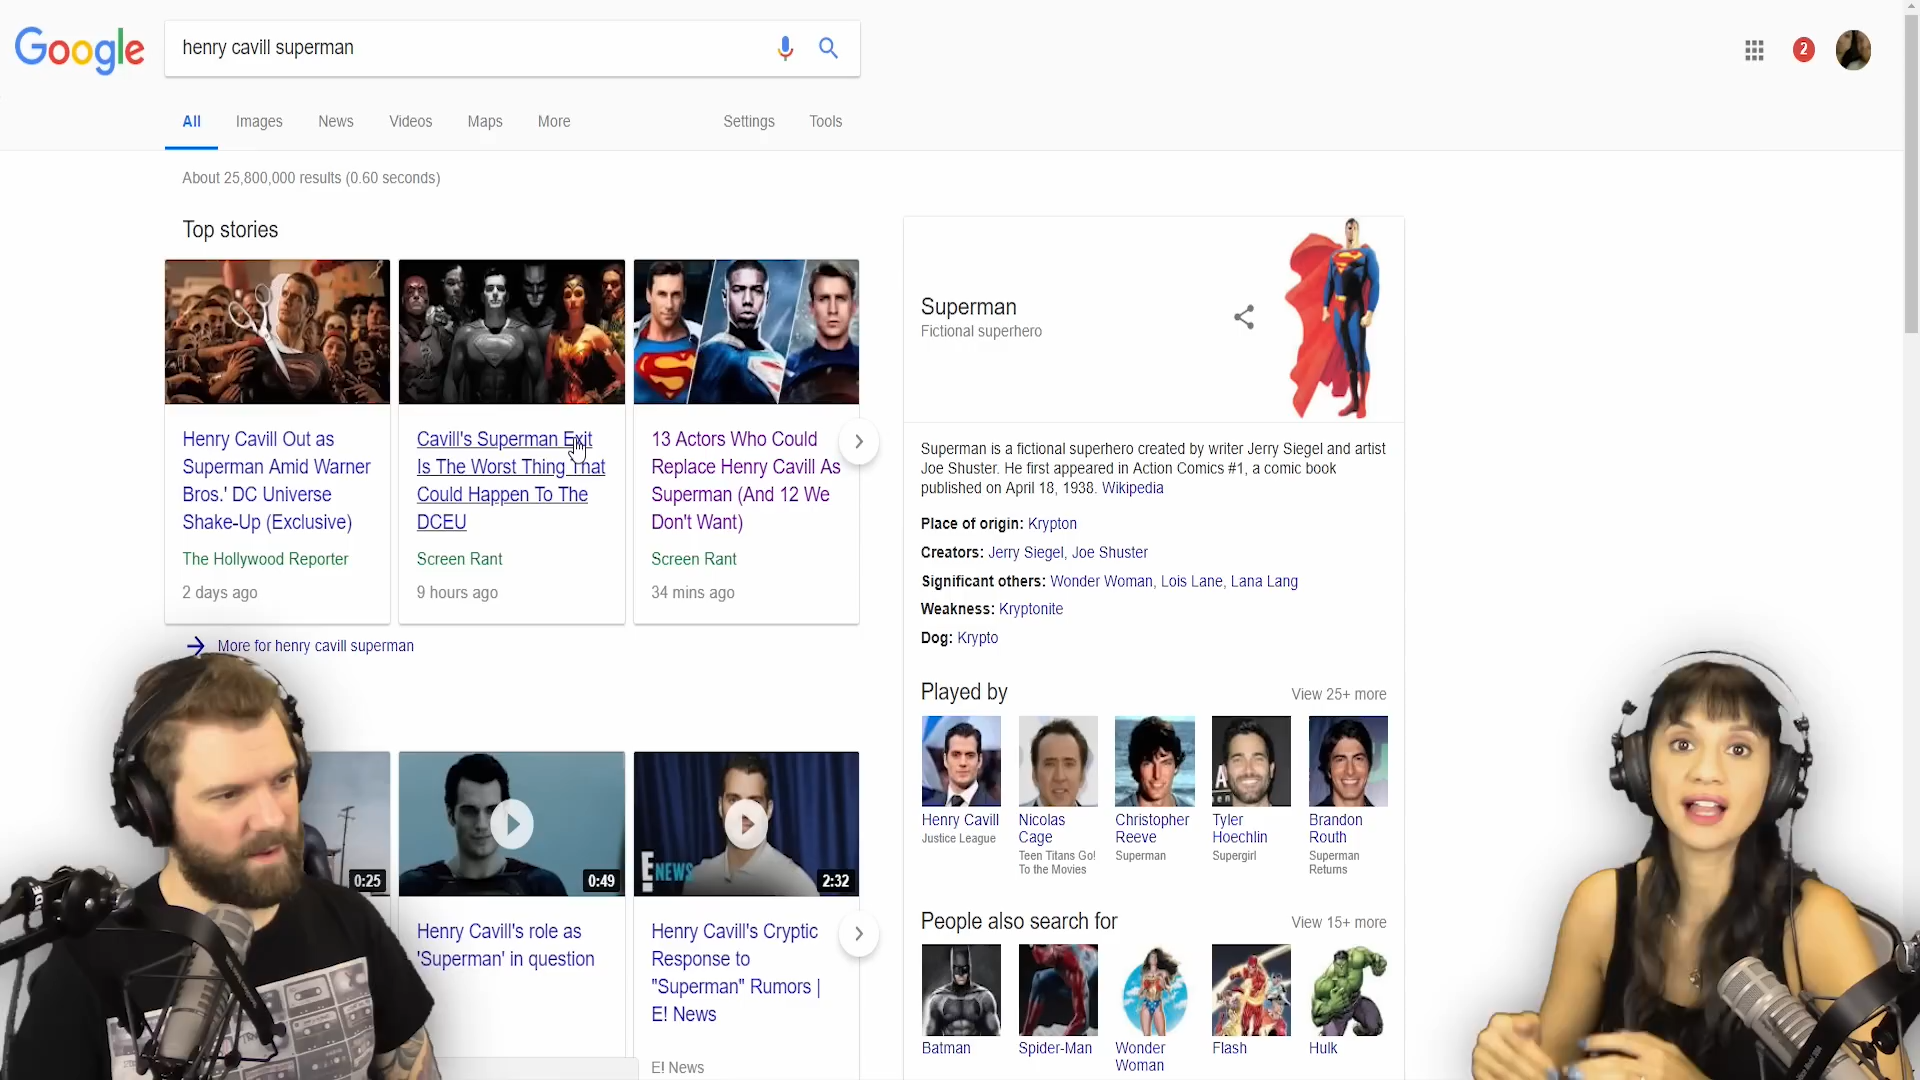 Google
henry cavill superman
2
All
Images
News
Videos
Maps
More
Settings
Tools
About 25,800,000 results (0.60 seconds)
Top stories
Henry Cavill Out as
Superman Amid Warner
Bros.' DC Universe
Shake-Up (Exclusive)
The Hollywood Reporter
2 days ago
Cavill's Superman Exit
Is The Worst Thing That
Could Happen To The
DCEU
Screen Rant
9 hours ago
13 Actors Who Could
Replace Henry Cavill As
Superman (And 12 We
Don't Want)
Screen Rant
34 mins ago
More for henry cavill superman
0:25
0:49
Henry Cavill's role as
'Superman' in question
E! NEWS
2:32
Henry Cavill's Cryptic
Response to
"Superman" Rumors |
E! News
E! News
Superman
Fictional superhero
Superman is a fictional superhero created by writer Jerry Siegel and artist
Joe Shuster. He first appeared in Action Comics #1, a comic book
published on April 18, 1938. Wikipedia
Place of origin: Krypton
Creators: Jerry Siegel, Joe Shuster
Significant others: Wonder Woman, Lois Lane, Lana Lang
Weakness: Kryptonite
Dog: Krypto
Played by
View 25+ more
Henry Cavill
Justice League
Nicolas
Cage
Teen Titans Go!
To the Movies
Christopher
Reeve
Superman
Tyler
Hoechlin
Supergirl
Brandon
Routh
Superman
Returns
People also search for
View 15+ more
Batman
Spider-Man
Wonder
Woman
Flash
Hulk